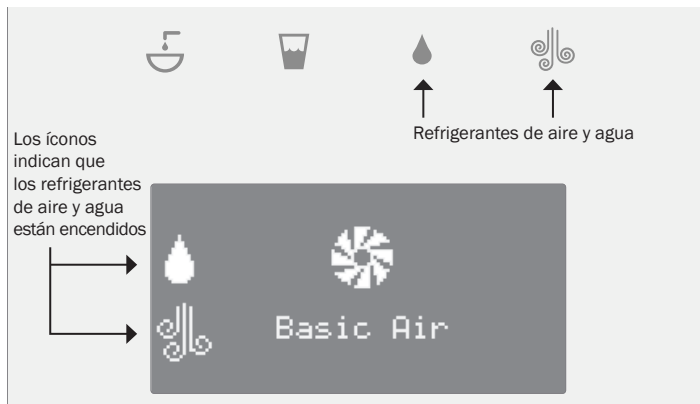 Refrigerantes de aire y agua
Los íconos
indican que
los refrigerantes
de aire y agua
están encendidos
Basic Air